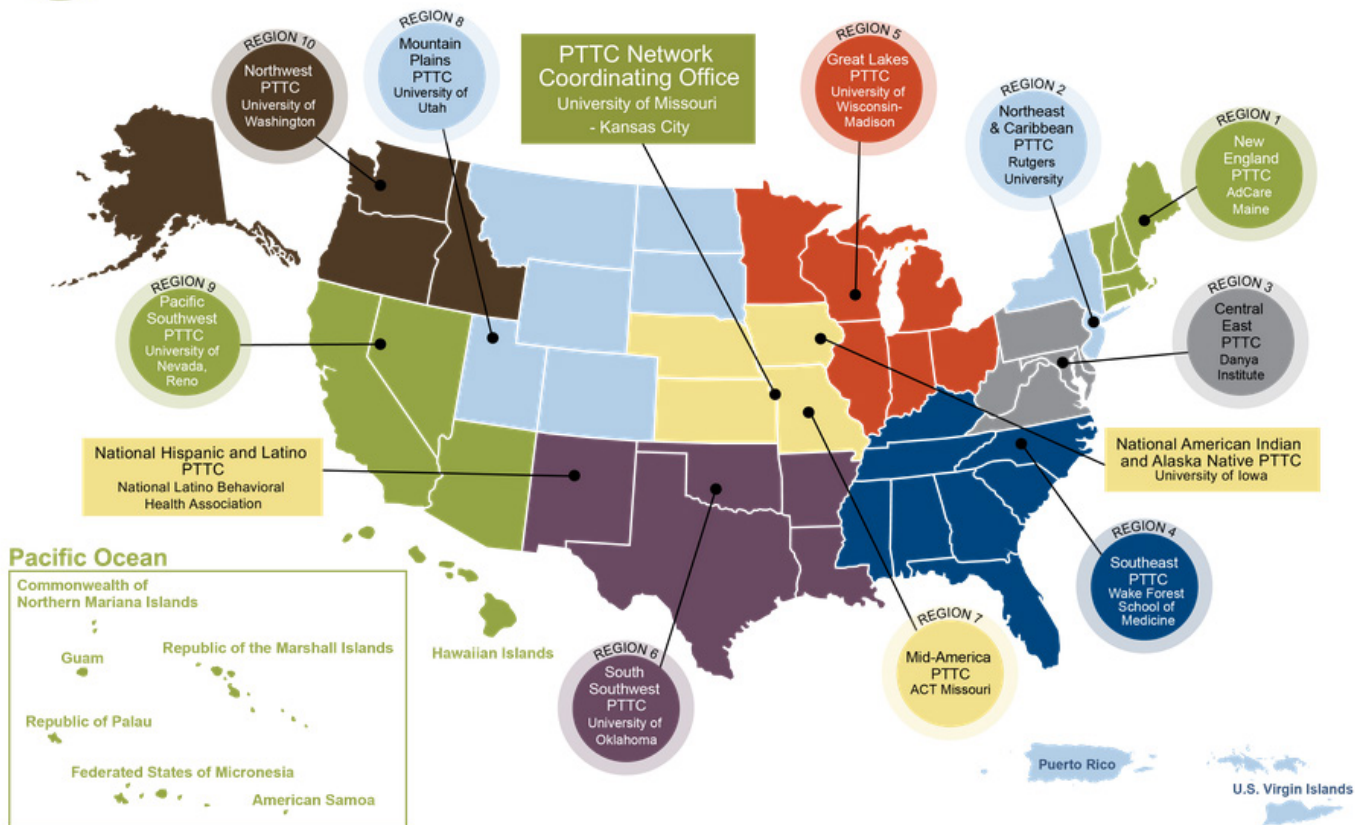 REGION 10
Northwest
PTTC
University of
Washington
REGION 8
Mountain
Plains
PTTC
University of
Utah
PTTC Network
Coordinating Office
University of Missouri
- Kansas City
REGION 5
Great Lakes
PTTC
University of
Wisconsin-
Madison
REGION 2
Northeast
& Caribbean
PTTC
Rutgers
University
REGION 1
New
England
PTTC
AdCare
Maine
REGION 9
Pacific
Southwest
PTTC
University of
Nevada,
Reno
REGION 3
Central
East
PTTC
Danya
Institute
National Hispanic and Latino
PTTC
National Latino Behavioral
Health Association
National American Indian
and Alaska Native PTTC
University of Iowa
REGION 4
Southeast
PTTC
Wake Forest
School of
Medicine
REGION 6
South
Southwest
PTTC
University of
Oklahoma
REGION 7
Mid-America
PTTC
ACT Missouri
Pacific Ocean
Commonwealth of
Northern Mariana Islands
Guam
Republic of the Marshall Islands
Republic of Palau
Federated States of Micronesia
American Samoa
Hawaiian Islands
Puerto Rico
U.S. Virgin Islands